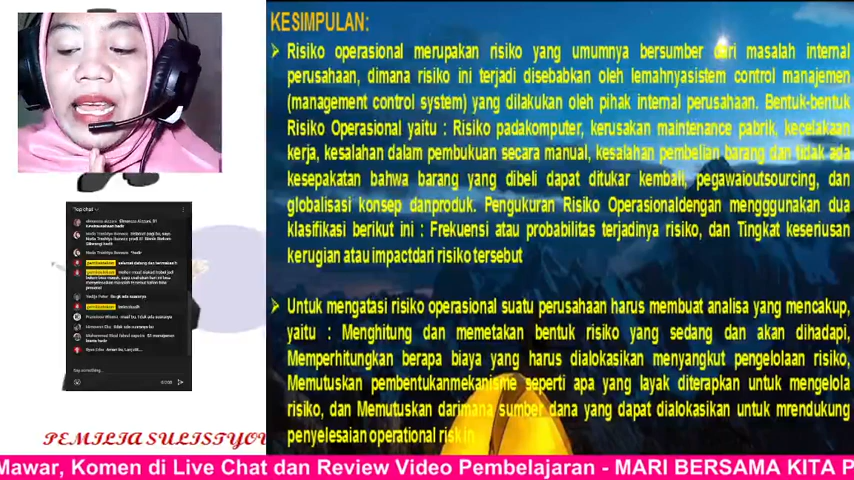 KESIMPULAN:
Risiko operasional merupakan risiko yang umumnya bersumber dari masalah internal
perusahaan, dimana risiko ini terjadi disebabkan oleh lemahnyasistem control manajemen
(management control system) yang dilakukan oleh pihak internal perusahaan. Bentuk-bentuk
Risiko Operasional yaitu : Risiko padakomputer, kerusakan maintenance pabrik, kecelakaan
kerja, kesalahan dalam pembukuan secara manual, kesalahan pembelian barang dan tidak ada
kesepakatan bahwa barang yang dibeli dapat ditukar kembali, pegawaioutsourcing, dan
globalisasi konsep danproduk. Pengukuran Risiko Operasionaldengan mengggunakan dua
klasifikasi berikut ini : Frekuensi atau probabilitas terjadinya risiko, dan Tingkat keseriusan
kerugian atau impactdari risiko tersebut
Untuk mengatasi risiko operasional suatu perusahaan harus membuat analisa yang mencakup,
yaitu : Menghitung dan memetakan bentuk risiko yang sedang dan akan dihadapi,
Memperhitungkan berapa biaya yang harus dialokasikan menyangkut pengelolaan risiko,
Memutuskan pembentukanmekanisme seperti apa yang layak diterapkan untuk mengelola
risiko, dan Memutuskan darimana sumber dana yang dapat dialokasikan untuk mrendukung
penyelesaian operational riskin
Top chat
PEMILIA SULISTYOU
Mawar, Komen di Live Chat dan Review Video Pembelajaran - MARI BERSAMA KITA P